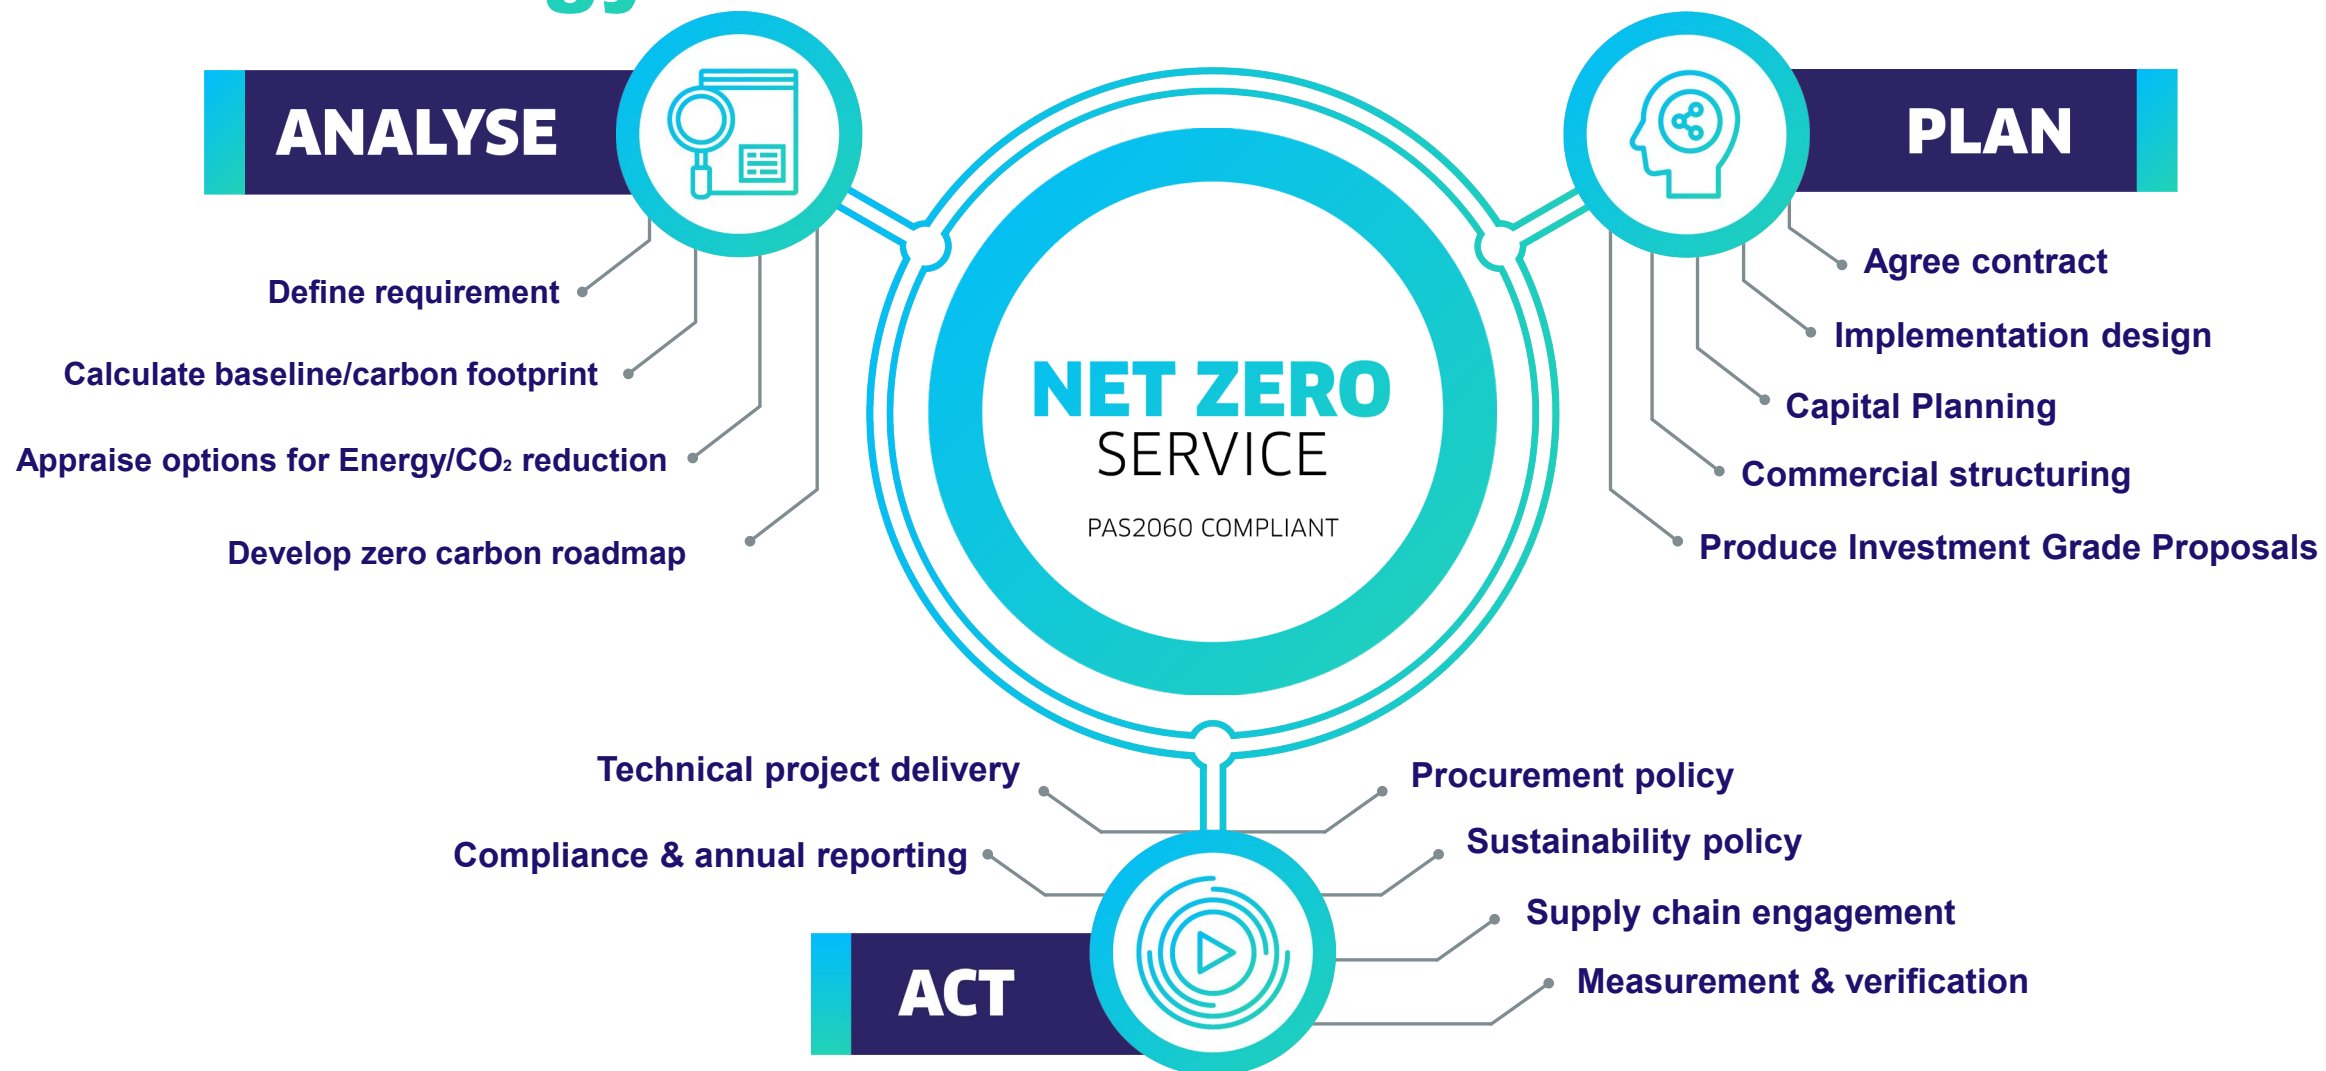 ANALYSE
Define requirement
Calculate baseline/carbon footprint
Appraise options for Energy/CO₂ reduction
Develop zero carbon roadmap
NET ZERO
SERVICE
PAS2060 COMPLIANT
PLAN
Agree contract
Implementation design
Capital Planning
Commercial structuring
Produce Investment Grade Proposals
Technical project delivery
Compliance & annual reporting
ACT
Procurement policy
Sustainability policy
Supply chain engagement
Measurement & verification